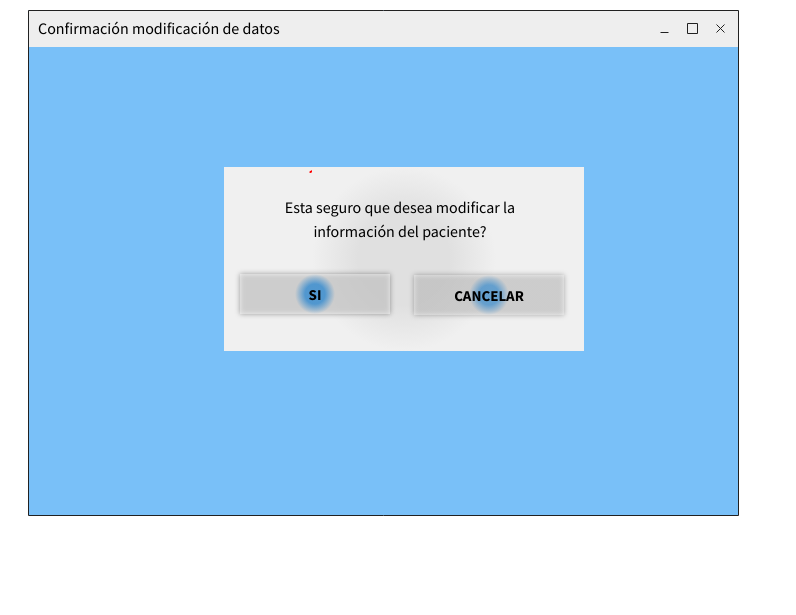 Confirmación modificación de datos
Esta seguro que desea modificar la
información del paciente?
SI
CANCELAR